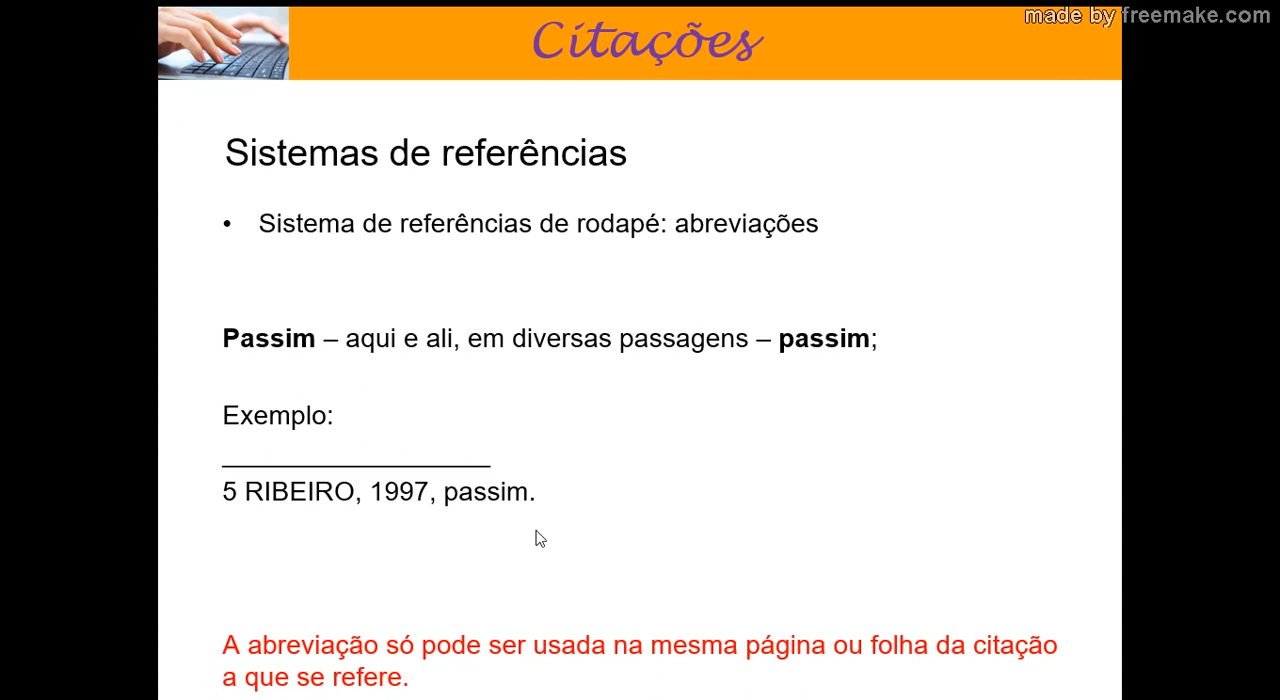 made by freemake.com
Citações
Sistemas de referências
• Sistema de referências de rodapé: abreviações
Passim – aqui e ali, em diversas passagens – passim;
Exemplo:
5 RIBEIRO, 1997, passim.
A abreviação só pode ser usada na mesma página ou folha da citação
a que se refere.